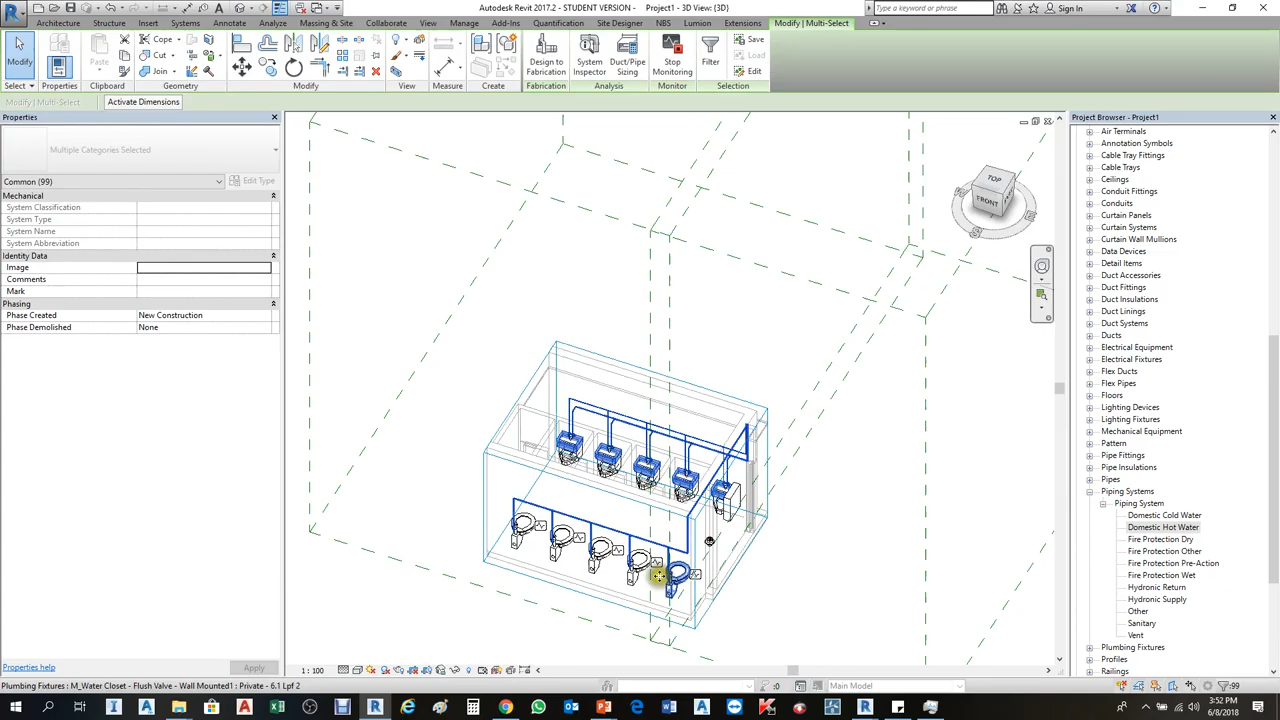 Autodesk Revit 2017.2 - STUDENT VERSION - Project1 - 3D View: {3D}
Type a keyword or phrase
Sign In
Architecture Structure Insert Systems Annotate Analyze Massing & Site Collaborate View Manage Add-Ins Quantification Site Designer NBS Lumion Extensions Modify | Multi-Select
Modify
Paste
Cope
Cut
Join
Design to Fabrication
System Inspector
Duct/Pipe Sizing
Stop Monitoring
Filter
Save
Load
Edit
Select
Properties
Clipboard
Geometry
Modify
View
Measure
Create
Fabrication
Analysis
Monitor
Selection
Modify | Multi-Select
Activate Dimensions
Properties
Multiple Categories Selected
Common (99)
Edit Type
Mechanical
System Classification
System Type
System Name
System Abbreviation
Identity Data
Image
Comments
Mark
Phasing
Phase Created New Construction
Phase Demolished None
Properties help
Apply
TOP
FRONT
1 : 100
Project Browser - Project1
Air Terminals
Annotation Symbols
Cable Tray Fittings
Cable Trays
Ceilings
Conduit Fittings
Conduits
Curtain Panels
Curtain Systems
Curtain Wall Mullions
Data Devices
Detail Items
Duct Accessories
Duct Fittings
Duct Insulations
Duct Linings
Duct Systems
Ducts
Electrical Equipment
Electrical Fixtures
Flex Ducts
Flex Pipes
Floors
Lighting Devices
Lighting Fixtures
Mechanical Equipment
Pattern
Pipe Fittings
Pipe Insulations
Pipes
Piping Systems
Piping System
Domestic Cold Water
Domestic Hot Water
Fire Protection Dry
Fire Protection Other
Fire Protection Pre-Action
Fire Protection Wet
Hydronic Return
Hydronic Supply
Other
Sanitary
Vent
Plumbing Fixtures
Profiles
Railings
Plumbing Fixtures : M_Water Closet - Flush Valve - Wall Mounted1 : Private - 6.1 Lpf 2
:0
Main Model
:99
3:52 PM
6/8/2018